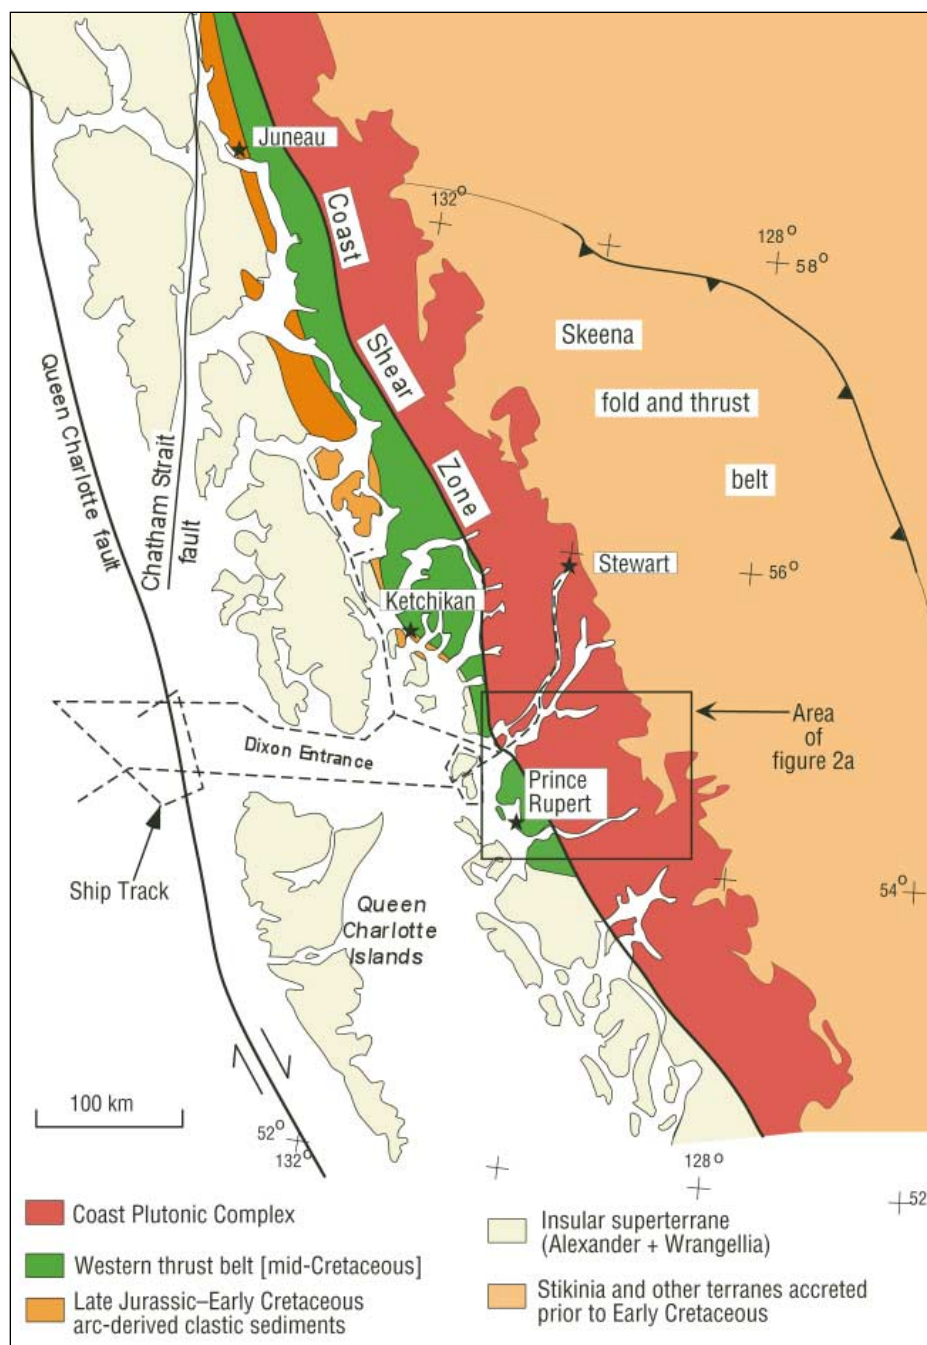 Juneau
132°
Coast
128°
58°
Skeena
Shear
fold and thrust
Queen Charlotte fault
Chatham Strait
fault
belt
Zone
Stewart
56°
Ketchikan
Area
of
figure 2a
Dixon Entrance
Prince
Rupert
Ship Track
54°
Queen
Charlotte
Islands
100 km
52°
132°
128°
52
Coast Plutonic Complex
Western thrust belt [mid-Cretaceous]
Late Jurassic–Early Cretaceous
arc-derived clastic sediments
Insular superterrane
(Alexander + Wrangellia)
Stikinia and other terranes accreted
prior to Early Cretaceous